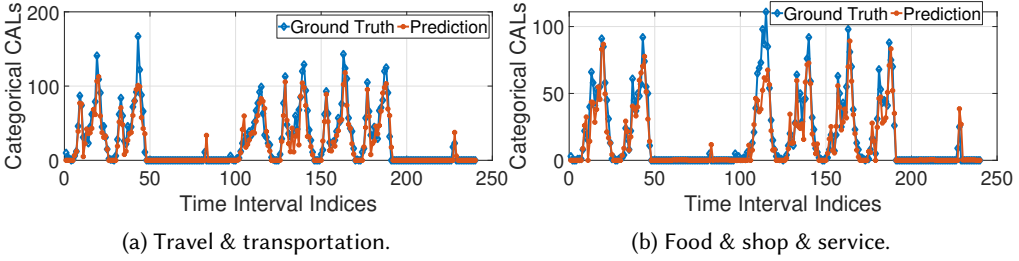 Ground Truth Prediction
200
100
0
Categorical CALs
0 50 100 150 200 250
Time Interval Indices
(a) Travel & transportation.
Ground Truth Prediction
100
50
0
Categorical CALs
0 50 100 150 200 250
Time Interval Indices
(b) Food & shop & service.